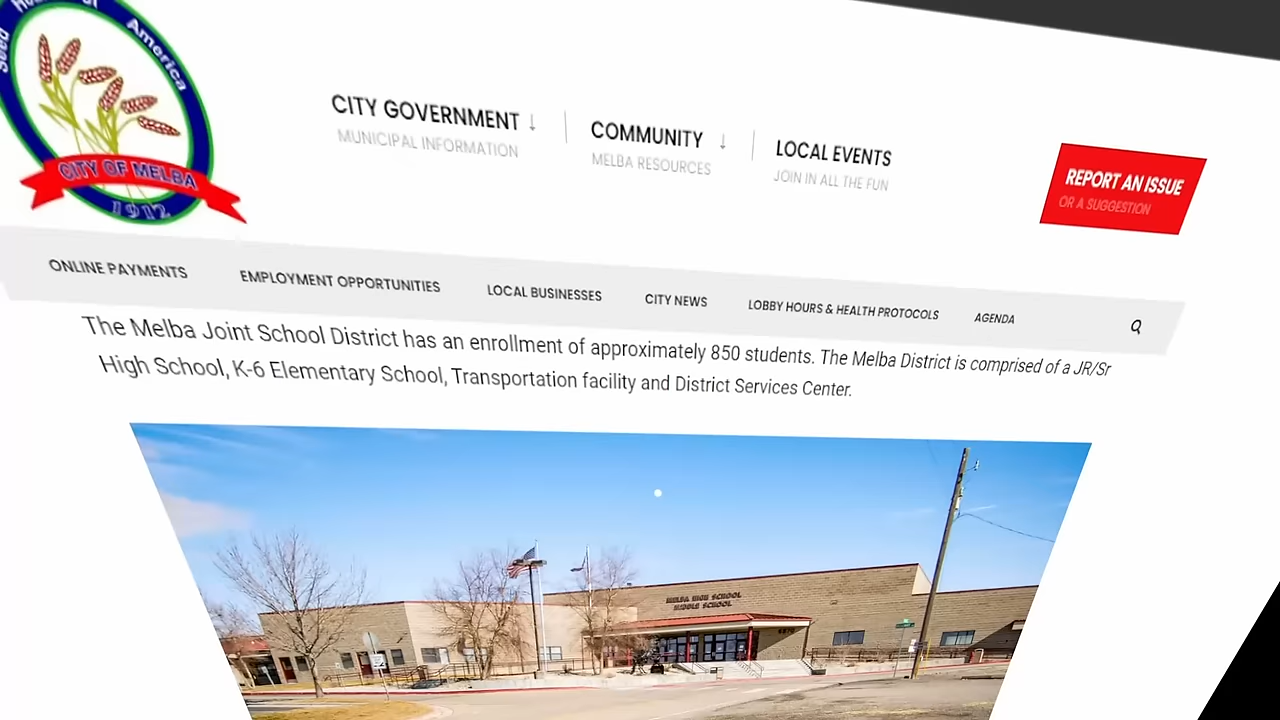 Seed
of America
CITY OF MELBA
1912
CITY GOVERNMENT ↓
MUNICIPAL INFORMATION
COMMUNITY ↓
MELBA RESOURCES
LOCAL EVENTS
JOIN IN ALL THE FUN
REPORT AN ISSUE
OR A SUGGESTION
ONLINE PAYMENTS
EMPLOYMENT OPPORTUNITIES
LOCAL BUSINESSES
CITY NEWS
LOBBY HOURS & HEALTH PROTOCOLS
AGENDA
The Melba Joint School District has an enrollment of approximately 850 students. The Melba District is comprised of a JR/Sr
High School, K-6 Elementary School, Transportation facility and District Services Center.
MELBA HIGH SCHOOL
MIDDLE SCHOOL